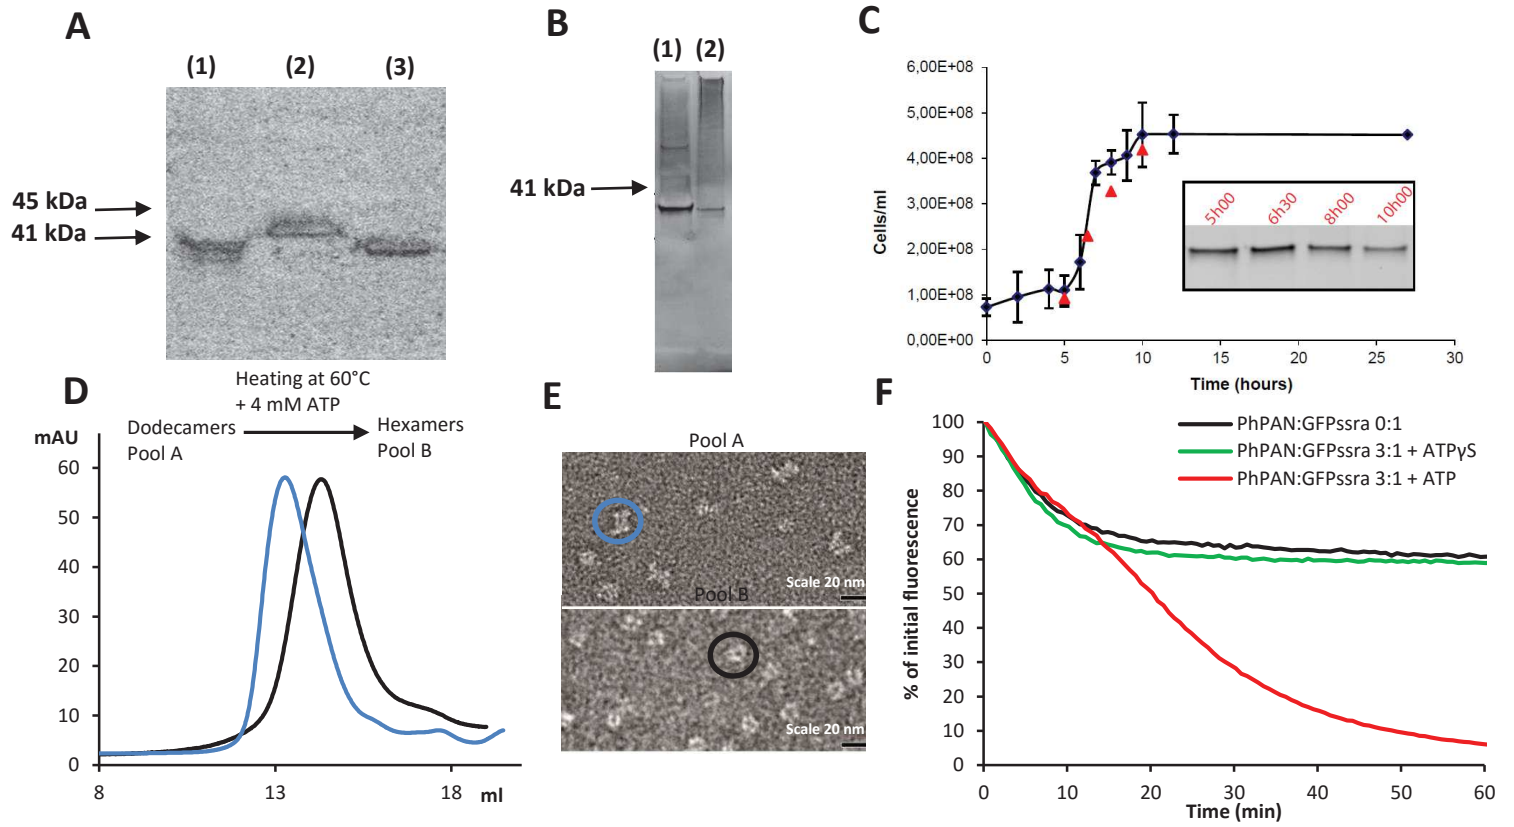 A
(1) (2) (3)
45 kDa
41 kDa
B
(1) (2)
41 kDa
C
6,00E+08
5,00E+08
4,00E+08
3,00E+08
2,00E+08
1,00E+08
0,00E+00
Cells/ml
0 5 10 15 20 25 30
Time (hours)
5h00 6h30 8h00 10h00
D
Heating at 60°C
+ 4 mM ATP
Dodecamers
Pool A
Hexamers
Pool B
mAU
60
50
40
30
20
10
0
8 13 18 ml
E
Pool A
Scale 20 nm
Pool B
Scale 20 nm
F
PhPAN:GFPssra 0:1
PhPAN:GFPssra 3:1 + ATPγS
PhPAN:GFPssra 3:1 + ATP
% of initial fluorescence
100
90
80
70
60
50
40
30
20
10
0
0 10 20 30 40 50 60
Time (min)